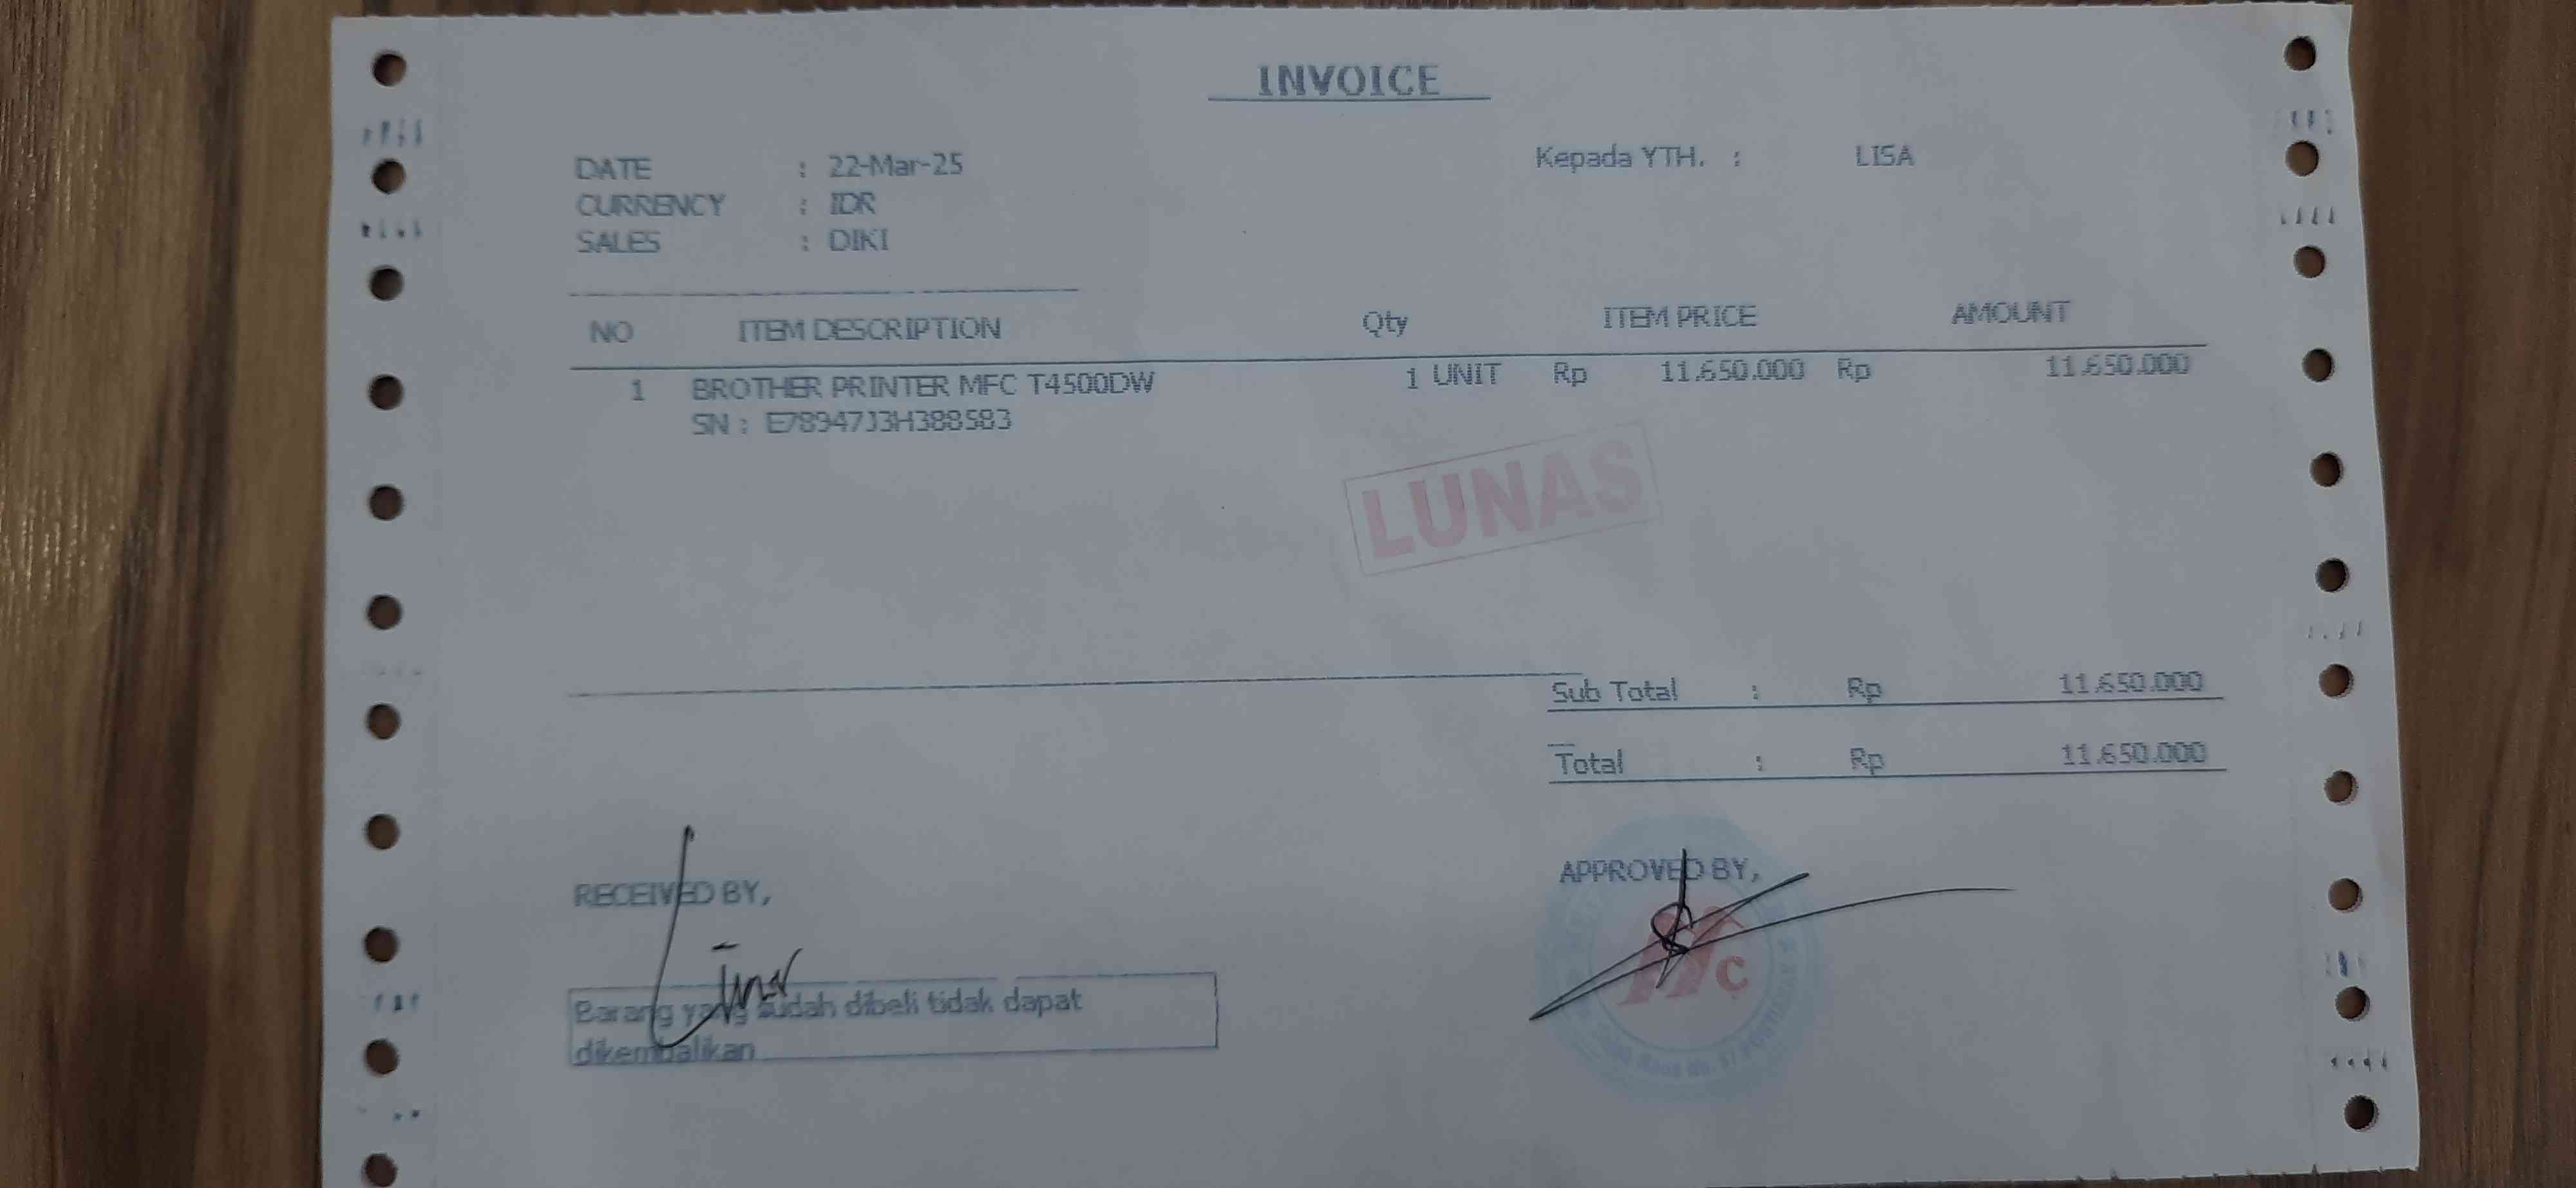 INVOICE
DATE : 22-Mar-25
Kepada YTH. : LISA
CURRENCY : IDR
SALES : DIKI
NO ITEM DESCRIPTION Qty ITEM PRICE AMOUNT
1 BROTHER PRINTER MFC T4500DW 1 UNIT Rp 11.650.000 Rp 11.650.000
SN : E78947J3H388583
LUNAS
Sub Total : Rp 11.650.000
Total : Rp 11.650.000
RECEIVED BY,
APPROVED BY,
Barang yang sudah dibeli tidak dapat
dikembalikan